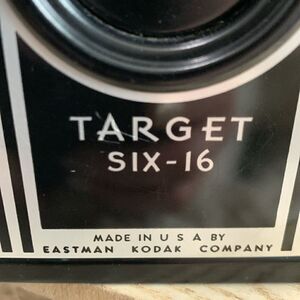 TARGET
SIX-16
MADE IN U S A BY
EASTMAN KODAK COMPANY